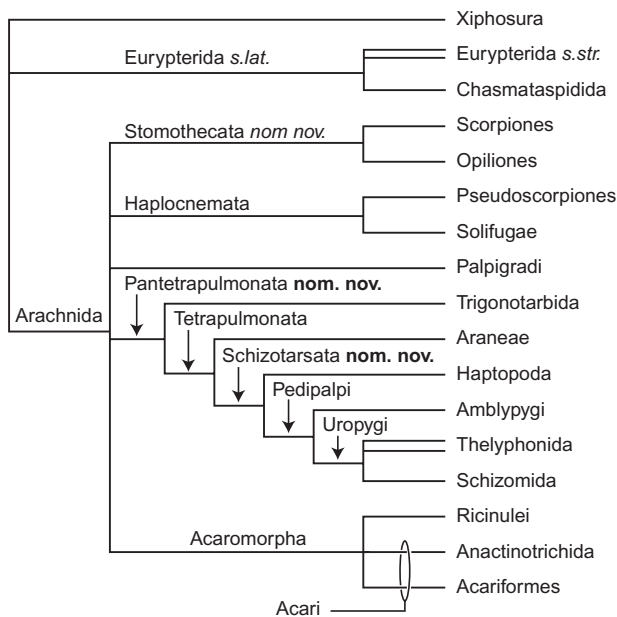 Xiphosura
Eurypterida s.lat.
Eurypterida s.str.
Chasmataspidida
Stomothecata nom nov.
Scorpiones
Opiliones
Haplocnemata
Pseudoscorpiones
Solifugae
Palpigradi
Pantetrapulmonata nom. nov.
Arachnida
Tetrapulmonata
Trigonotarbida
Araneae
Schizotarsata nom. nov.
Haptopoda
Pedipalpi
Amblypygi
Uropygi
Thelyphonida
Schizomida
Ricinulei
Acaromorpha
Anactinotrichida
Acariformes
Acari